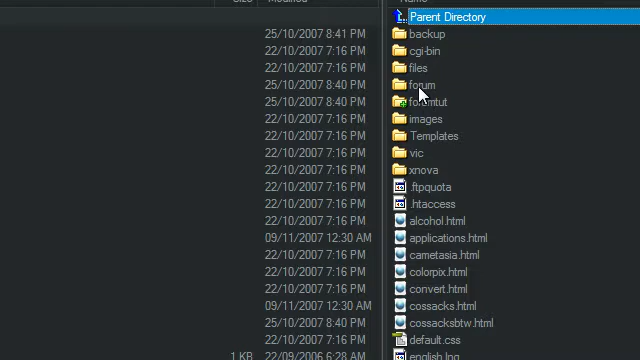 Size Modified Name
Parent Directory
25/10/2007 8:41 PM backup
22/10/2007 7:16 PM cgi-bin
22/10/2007 7:16 PM files
25/10/2007 8:40 PM forum
25/10/2007 8:40 PM forumtut
22/10/2007 7:16 PM images
22/10/2007 7:16 PM Templates
22/10/2007 7:16 PM vic
22/10/2007 7:16 PM xnova
22/10/2007 7:16 PM .ftpquota
22/10/2007 7:16 PM .htaccess
22/10/2007 7:16 PM alcohol.html
09/11/2007 12:30 AM applications.html
22/10/2007 7:16 PM cametasia.html
22/10/2007 7:16 PM colorpix.html
22/10/2007 7:16 PM convert.html
09/11/2007 12:30 AM cossacks.html
25/10/2007 8:40 PM cossacksbtw.html
22/10/2007 7:16 PM default.css
1 KB 22/09/2006 6:28 AM english.lng